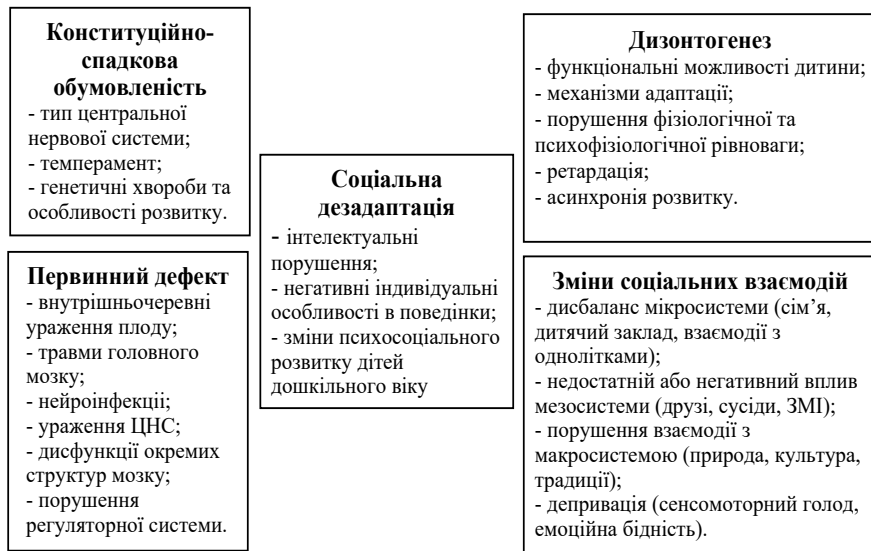 Конституційно-
спадкова
обумовленість
- тип центральної
нервової системи;
- темперамент;
- генетичні хвороби та
особливості розвитку.
Первинний дефект
- внутрішньочеревні
ураження плоду;
- травми головного
мозку;
- нейроінфекції;
- ураження ЦНС;
- дисфункції окремих
структур мозку;
- порушення
регуляторної системи.
Соціальна
дезадаптація
- інтелектуальні
порушення;
- негативні індивідуальні
особливості в поведінки;
- зміни психосоціального
розвитку дітей
дошкільного віку
Дизонтогенез
- функціональні можливості дитини;
- механізми адаптації;
- порушення фізіологічної та
психофізіологічної рівноваги;
- ретардація;
- асинхронія розвитку.
Зміни соціальних взаємодій
- дисбаланс мікросистеми (сім’я,
дитячий заклад, взаємодії з
однолітками);
- недостатній або негативний вплив
мезосистеми (друзі, сусіди, ЗМІ);
- порушення взаємодії з
макросистемою (природа, культура,
традиції);
- депривація (сенсомоторний голод,
емоційна бідність).